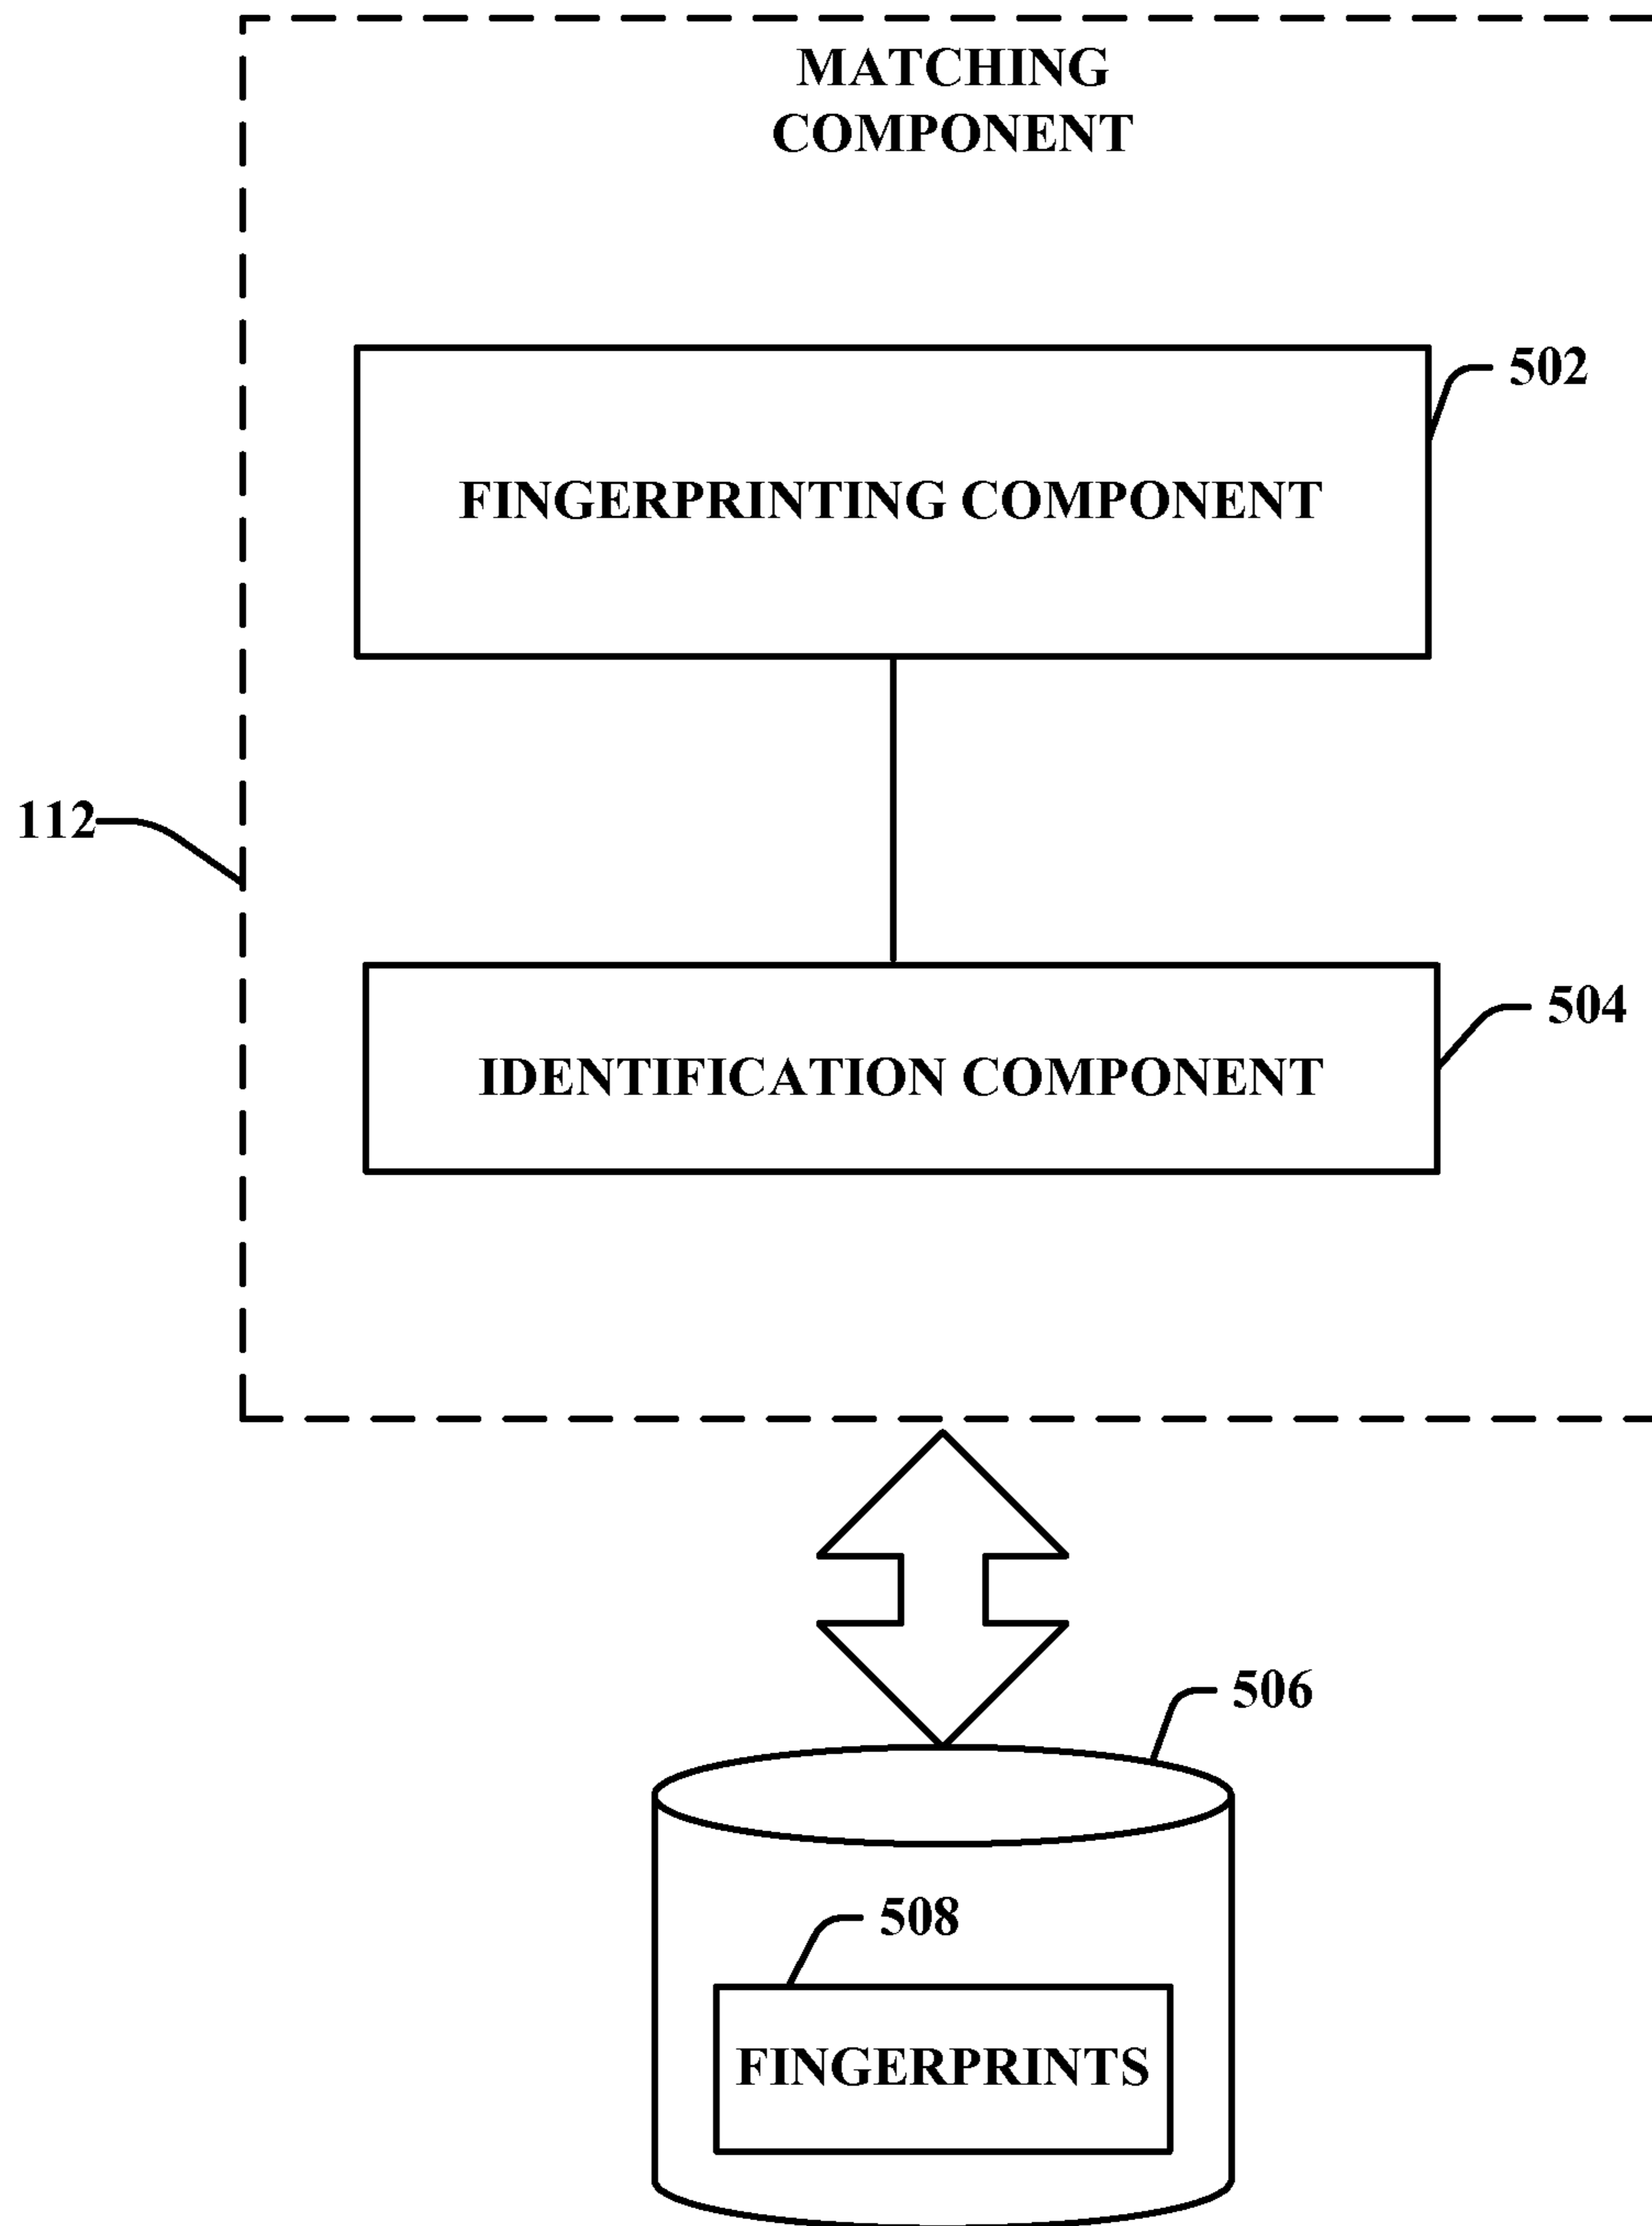 MATCHING
COMPONENT
502
FINGERPRINTING COMPONENT
112
504
IDENTIFICATION COMPONENT
506
508
FINGERPRINTS